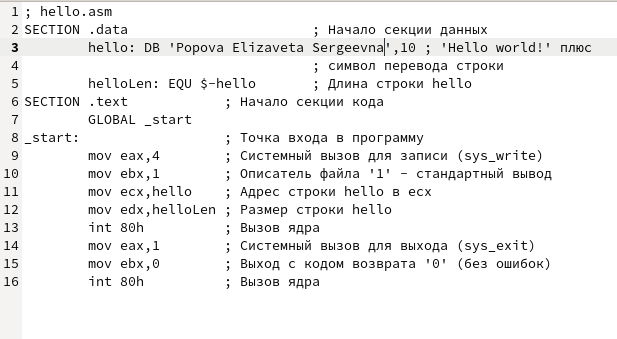 1 ; hello.asm
2 SECTION .data ; Начало секции данных
3 hello: DB 'Popova Elizaveta Sergeevna',10 ; 'Hello world!' плюс
4 ; символ перевода строки
5 helloLen: EQU $-hello ; Длина строки hello
6 SECTION .text ; Начало секции кода
7 GLOBAL _start
8 _start: ; Точка входа в программу
9 mov eax,4 ; Системный вызов для записи (sys_write)
10 mov ebx,1 ; Описатель файла '1' - стандартный вывод
11 mov ecx,hello ; Адрес строки hello в ecx
12 mov edx,helloLen ; Размер строки hello
13 int 80h ; Вызов ядра
14 mov eax,1 ; Системный вызов для выхода (sys_exit)
15 mov ebx,0 ; Выход с кодом возврата '0' (без ошибок)
16 int 80h ; Вызов ядра